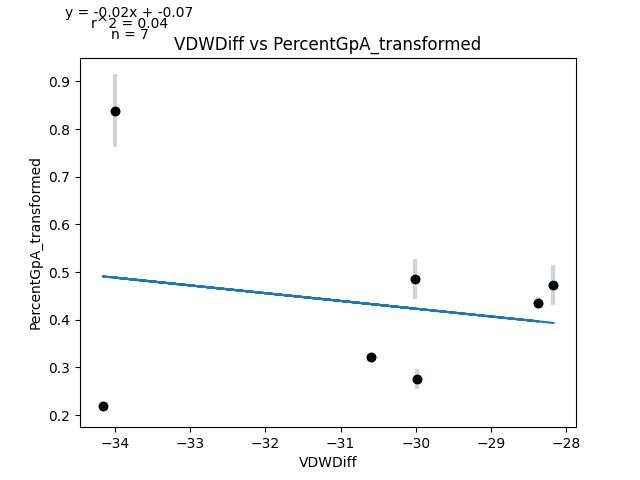 y = -0.02x + -0.07
r^2 = 0.04
n = 7
VDWDiff vs PercentGpA_transformed
PercentGpA_transformed
0.9
0.8
0.7
0.6
0.5
0.4
0.3
0.2
−34
−33
−32
−31
−30
−29
−28
VDWDiff